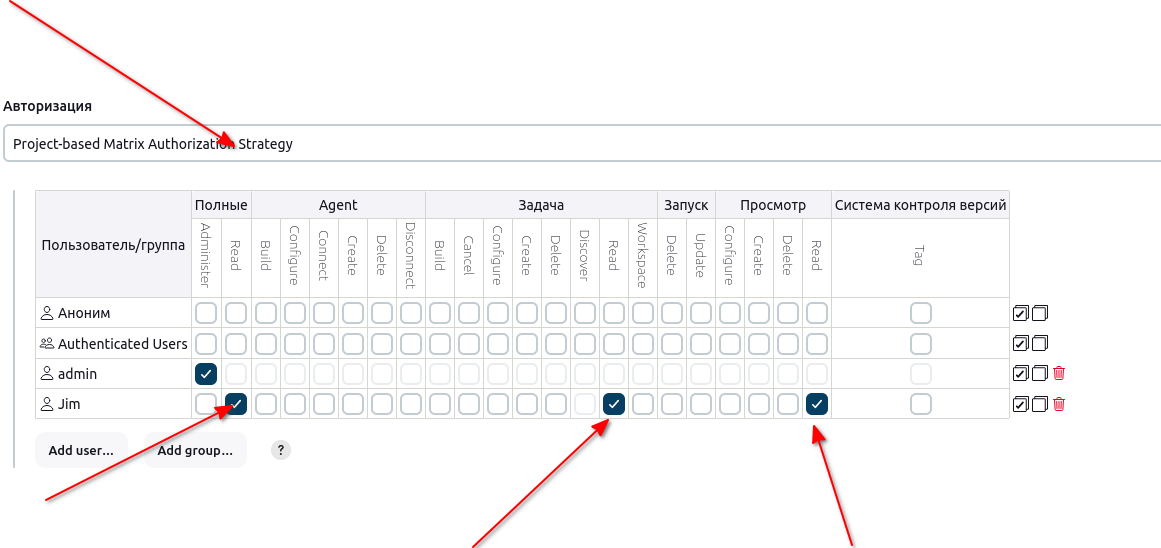 Авторизация
Project-based Matrix Authorization Strategy
Пользователь/группа
Полные Agent Задача Запуск Просмотр Система контроля версий
Administer Read Build Configure Connect Create Delete Disconnect Build Cancel Configure Create Delete Discover Read Workspace Delete Update Configure Create Delete Read Tag
Аноним
Authenticated Users
admin
Jim
Add user... Add group... ?